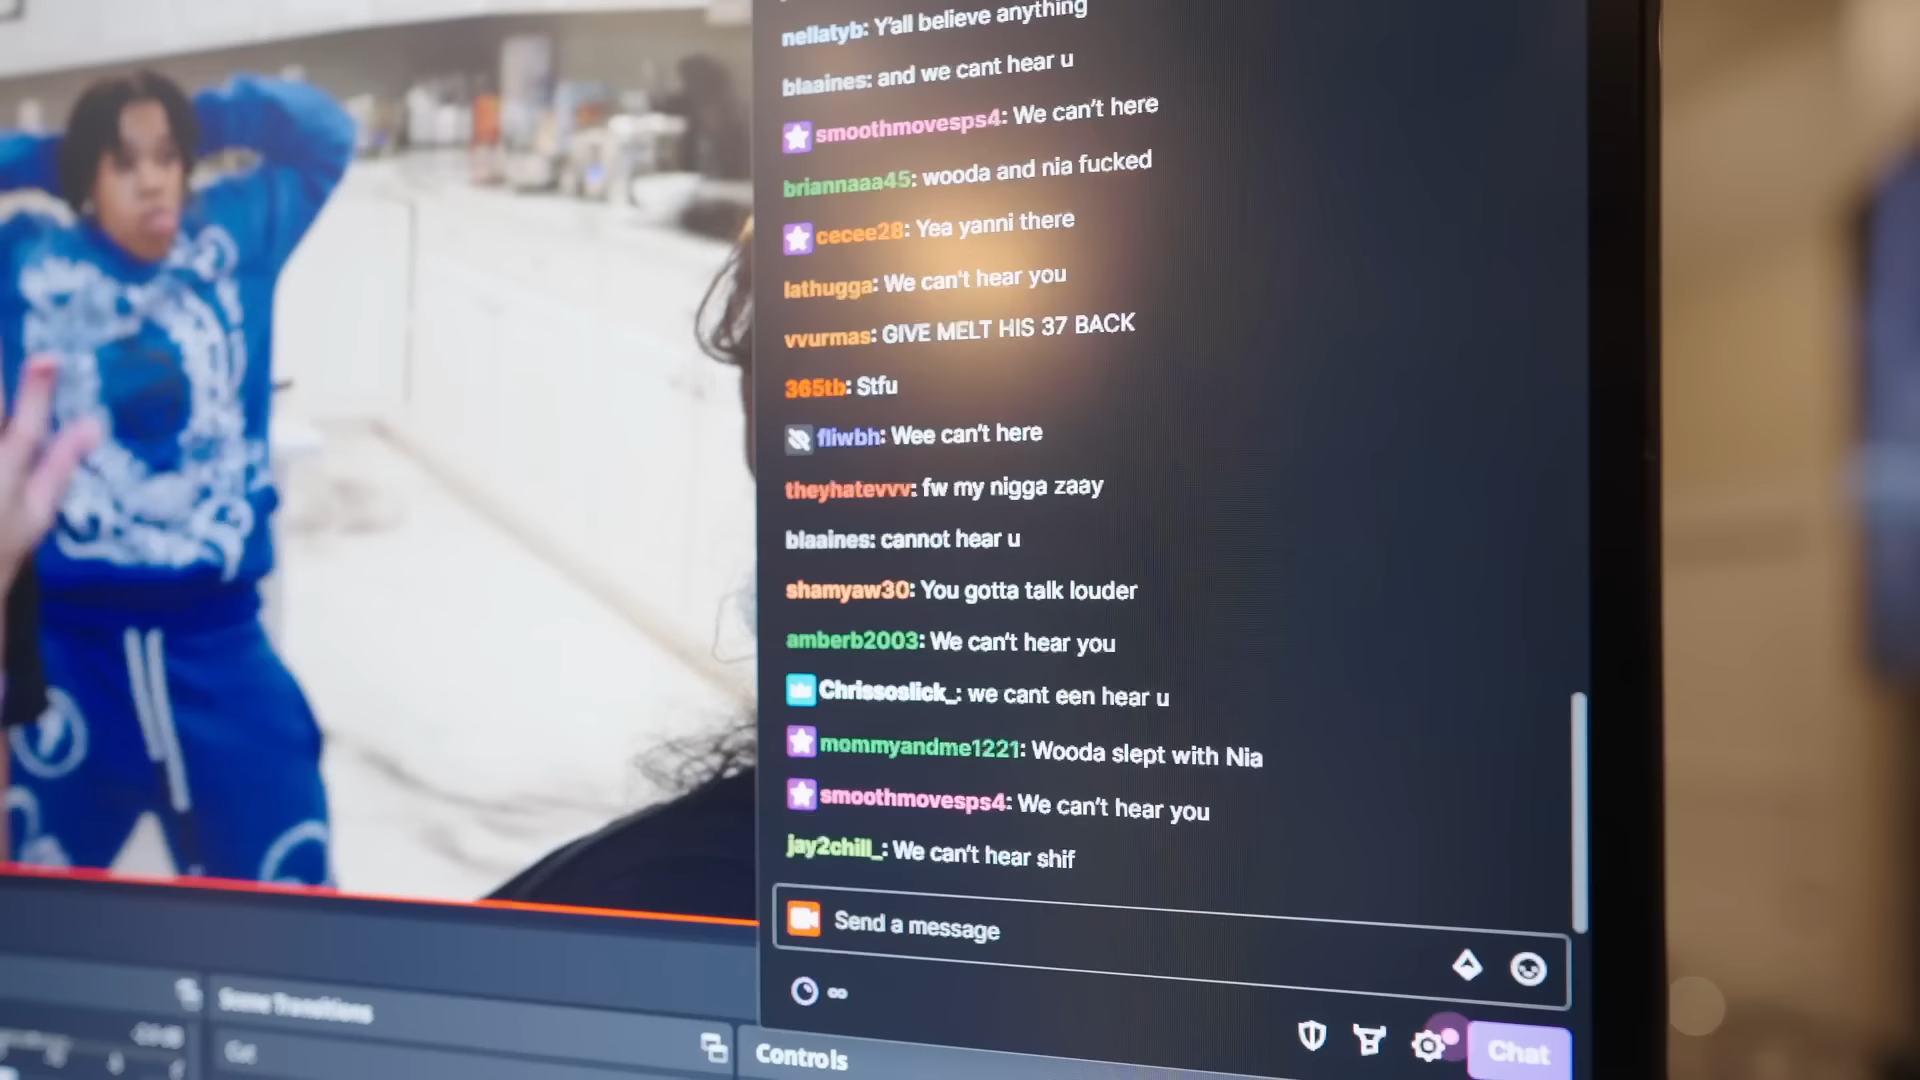 nellatyb: Y'all believe anything
blaaines: and we cant hear u
smoothmovesps4: We can't here
briannaaa45: wooda and nia fucked
cecee28: Yea yanni there
lathugga: We can't hear you
vvurmas: GIVE MELT HIS 37 BACK
365tb: Stfu
fliwbh: Wee can't here
theyhatevvv: fw my nigga zaay
blaaines: cannot hear u
shamyaw30: You gotta talk louder
amberb2003: We can't hear you
Chrissoslick_: we cant een hear u
mommyandme1221: Wooda slept with Nia
smoothmovesps4: We can't hear you
jay2chill_: We can't hear shif
Send a message
∞
Chat
Scene Transitions
Cut
Controls